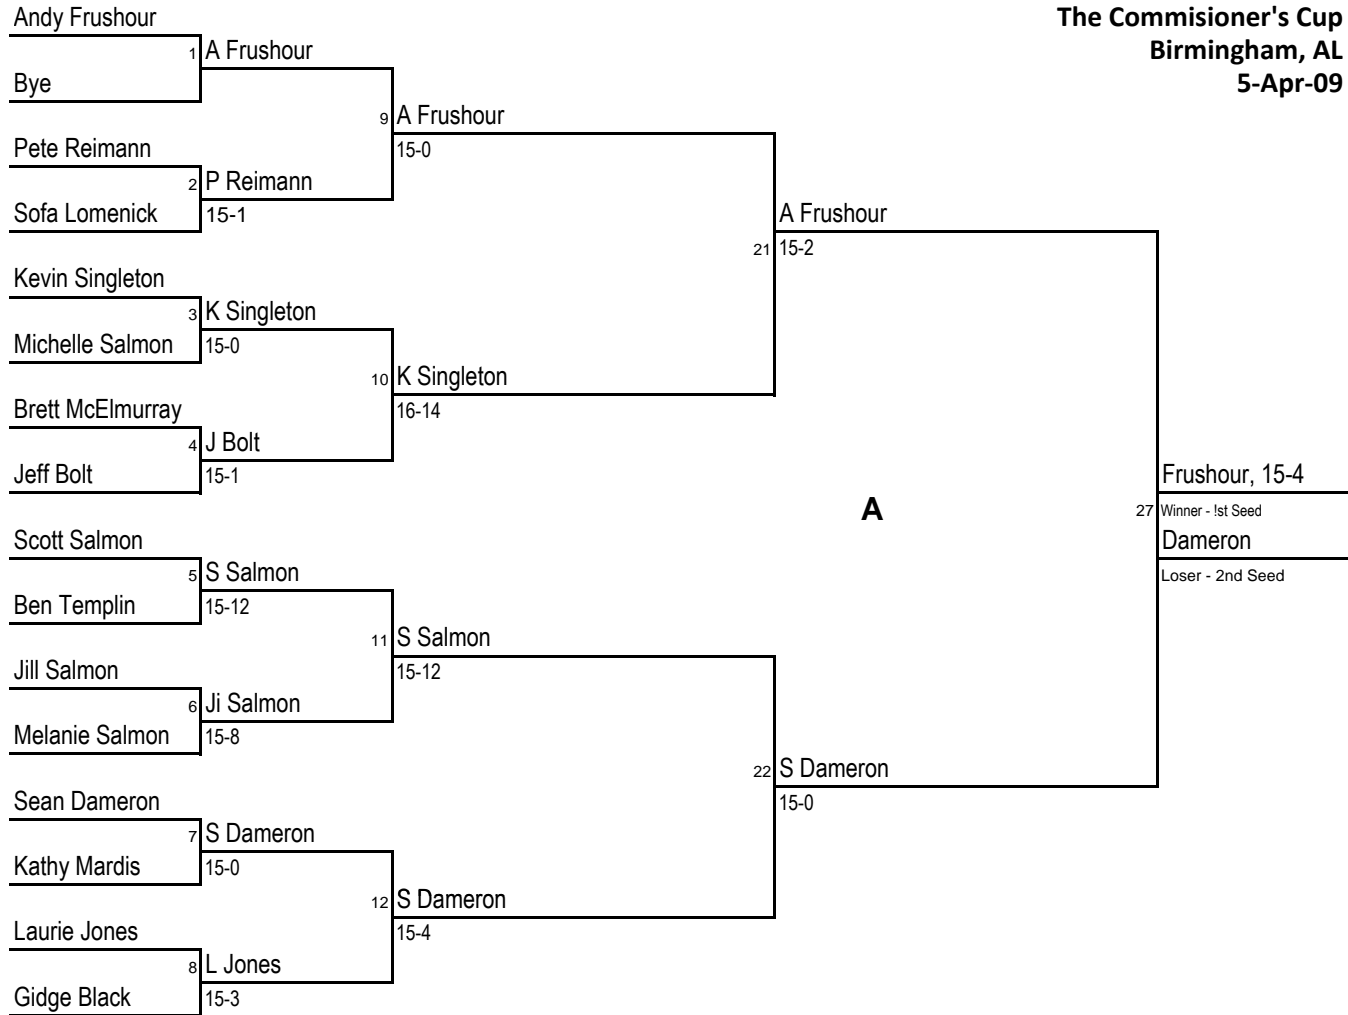 The Commisioner's Cup
Birmingham, AL
5-Apr-09
Andy Frushour
1 A Frushour
Bye
9 A Frushour
15-0
Pete Reimann
2 P Reimann
Sofa Lomenick
15-1
A Frushour
21 15-2
Kevin Singleton
3 K Singleton
Michelle Salmon
15-0
10 K Singleton
16-14
Brett McElmurray
4 J Bolt
Jeff Bolt
15-1
Frushour, 15-4
A
27 Winner - !st Seed
Dameron
Loser - 2nd Seed
Scott Salmon
5 S Salmon
Ben Templin
15-12
11 S Salmon
15-12
Jill Salmon
6 Ji Salmon
Melanie Salmon
15-8
22 S Dameron
15-0
Sean Dameron
7 S Dameron
Kathy Mardis
15-0
12 S Dameron
15-4
Laurie Jones
8 L Jones
Gidge Black
15-3